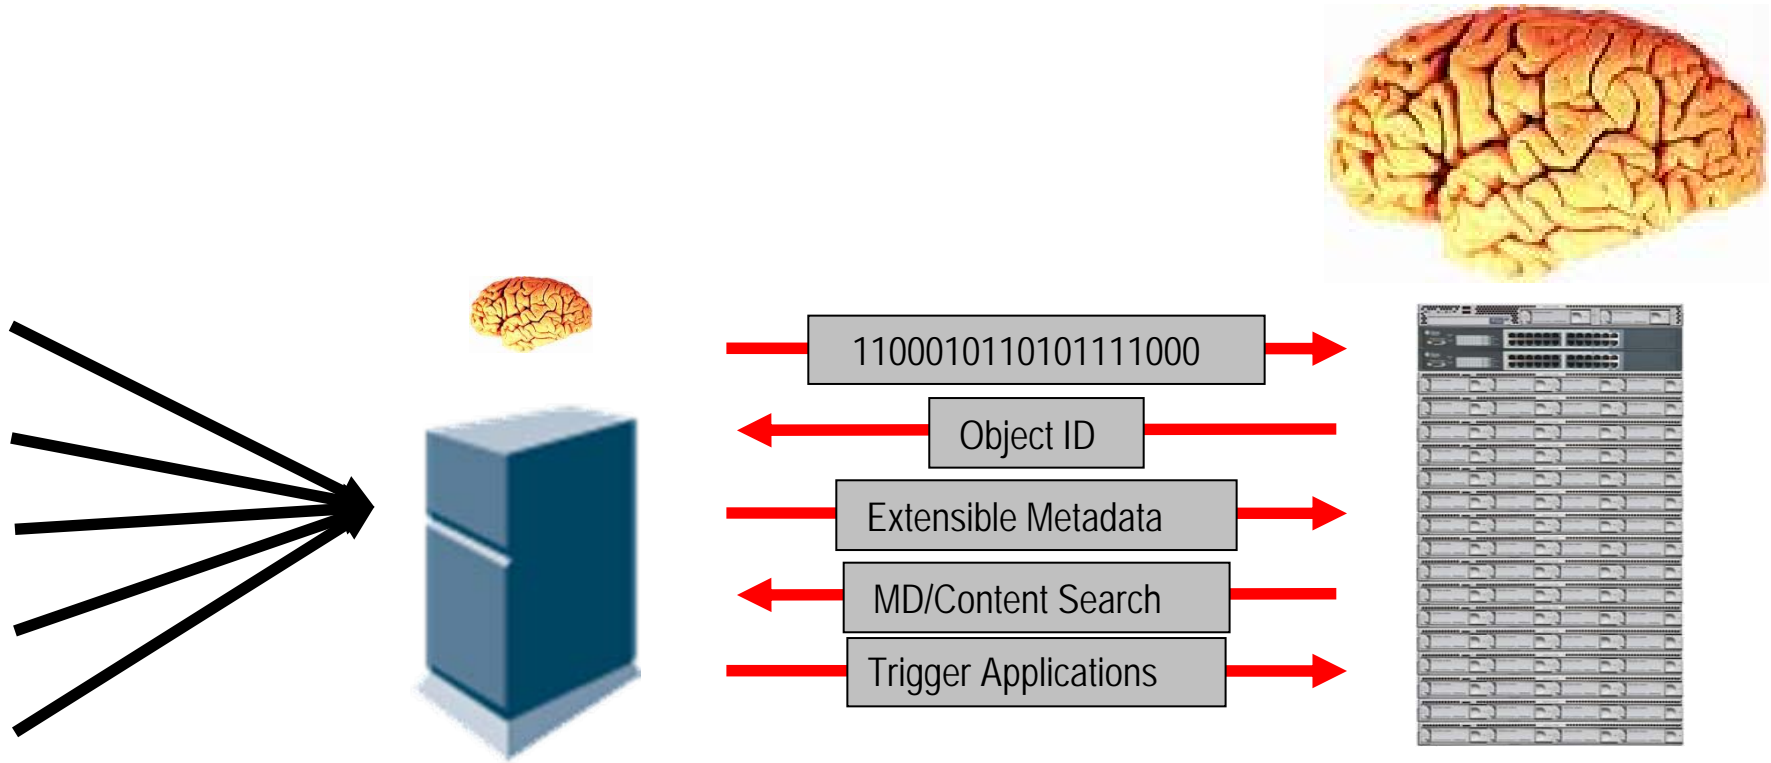 1100010110101111000
Object ID
Extensible Metadata
MD/Content Search
Trigger Applications